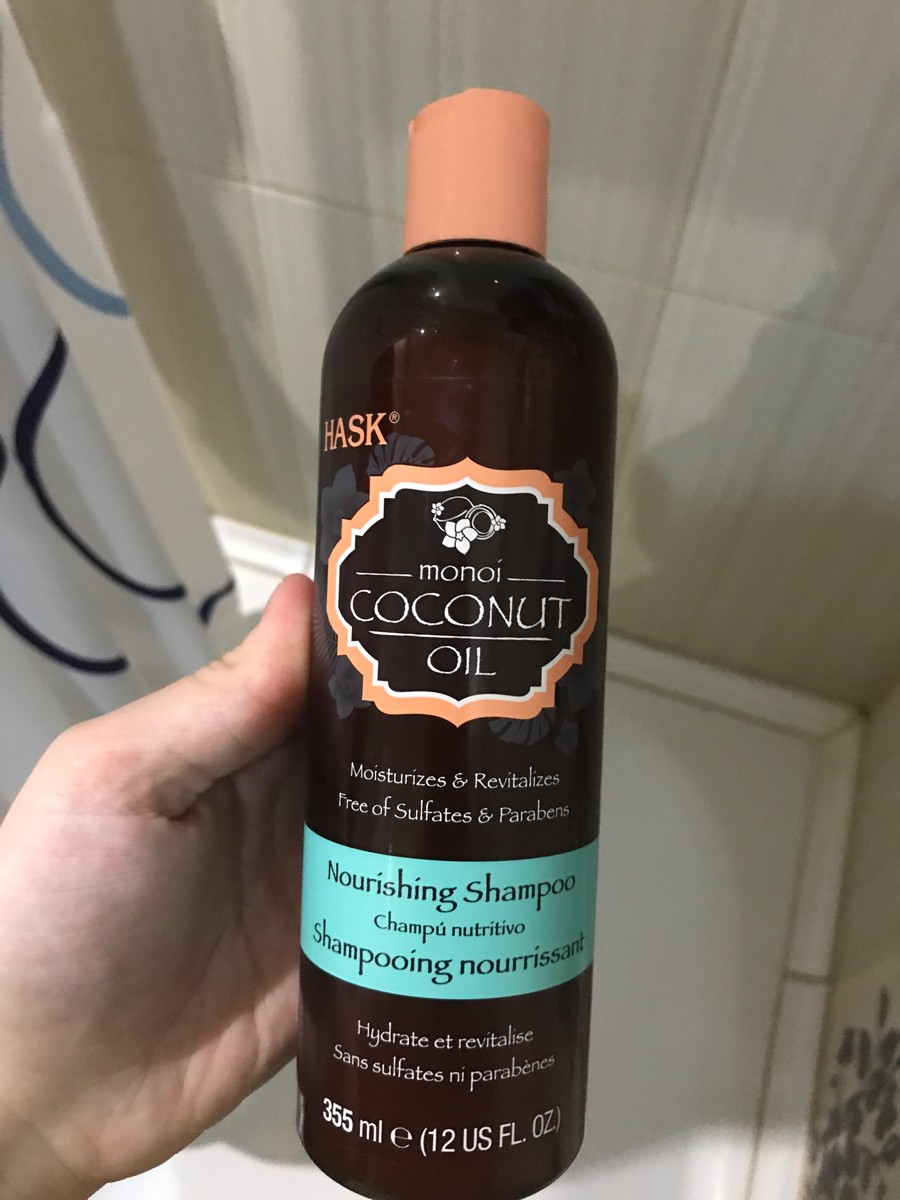 HASK®
monoi
COCONUT
OIL
Moisturizes & Revitalizes
Free of Sulfates & Parabens
Nourishing Shampoo
Champú nutritivo
Shampooing nourrissant
Hydrate et revitalise
Sans sulfates ni parabènes
355 ml ℮ (12 US FL. OZ.)